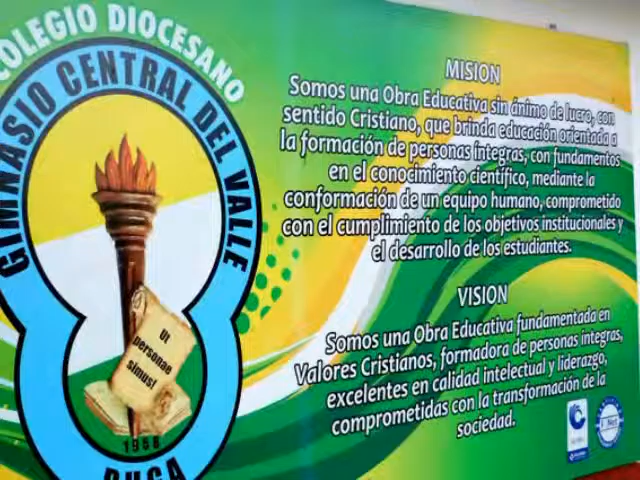 COLEGIO DIOCESANO
GIMNASIO CENTRAL DEL VALLE
Ut
personae
simus!
1958
BUGA
MISION
Somos una Obra Educativa sin ánimo de lucro, con
sentido Cristiano, que brinda educación orientada a
la formación de personas íntegras, con fundamentos
en el conocimiento científico, mediante la
conformación de un equipo humano, comprometido
con el cumplimiento de los objetivos institucionales y
el desarrollo de los estudiantes.
VISION
Somos una Obra Educativa fundamentada en
Valores Cristianos, formadora de personas integras,
excelentes en calidad intelectual y liderazgo,
comprometidas con la transformación de la
sociedad.